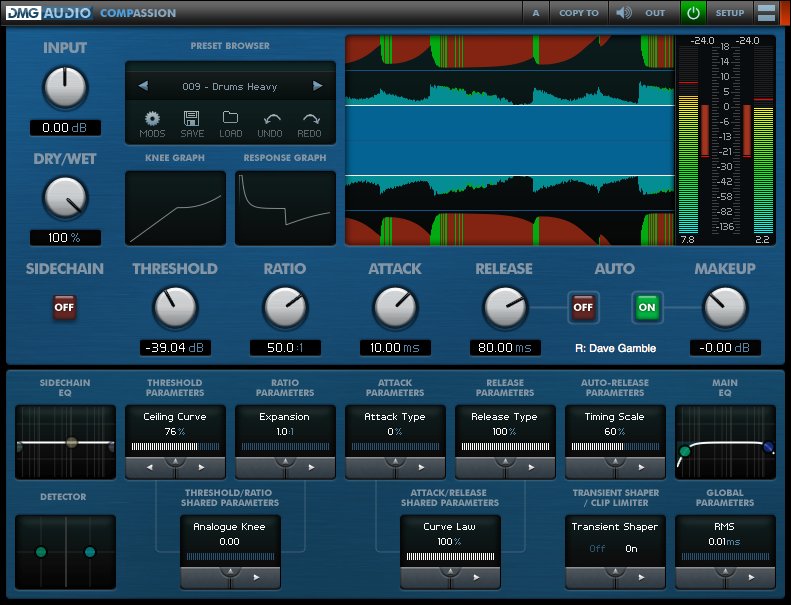 DMG AUDIO COMPASSION
A COPY TO OUT SETUP
INPUT
0.00 dB
DRY/WET
100 %
PRESET BROWSER
009 - Drums Heavy
MODS SAVE LOAD UNDO REDO
KNEE GRAPH RESPONSE GRAPH
-24.0 -24.0
18
14
10
5
0
-3
-8
-13
-21
-30
-42
-58
-82
-136
7.8 2.2
SIDECHAIN THRESHOLD RATIO ATTACK RELEASE AUTO MAKEUP
OFF OFF ON
-39.04 dB 50.0:1 10.00 ms 80.00 ms R: Dave Gamble -0.00 dB
SIDECHAIN
EQ
THRESHOLD
PARAMETERS
Ceiling Curve
76%
RATIO
PARAMETERS
Expansion
1.0:1
ATTACK
PARAMETERS
Attack Type
0%
RELEASE
PARAMETERS
Release Type
100%
AUTO-RELEASE
PARAMETERS
Timing Scale
60%
MAIN
EQ
DETECTOR
THRESHOLD/RATIO
SHARED PARAMETERS
Analogue Knee
0.00
ATTACK/RELEASE
SHARED PARAMETERS
Curve Law
100%
TRANSIENT SHAPER
/ CLIP LIMITER
Transient Shaper
Off On
GLOBAL
PARAMETERS
RMS
0.01ms